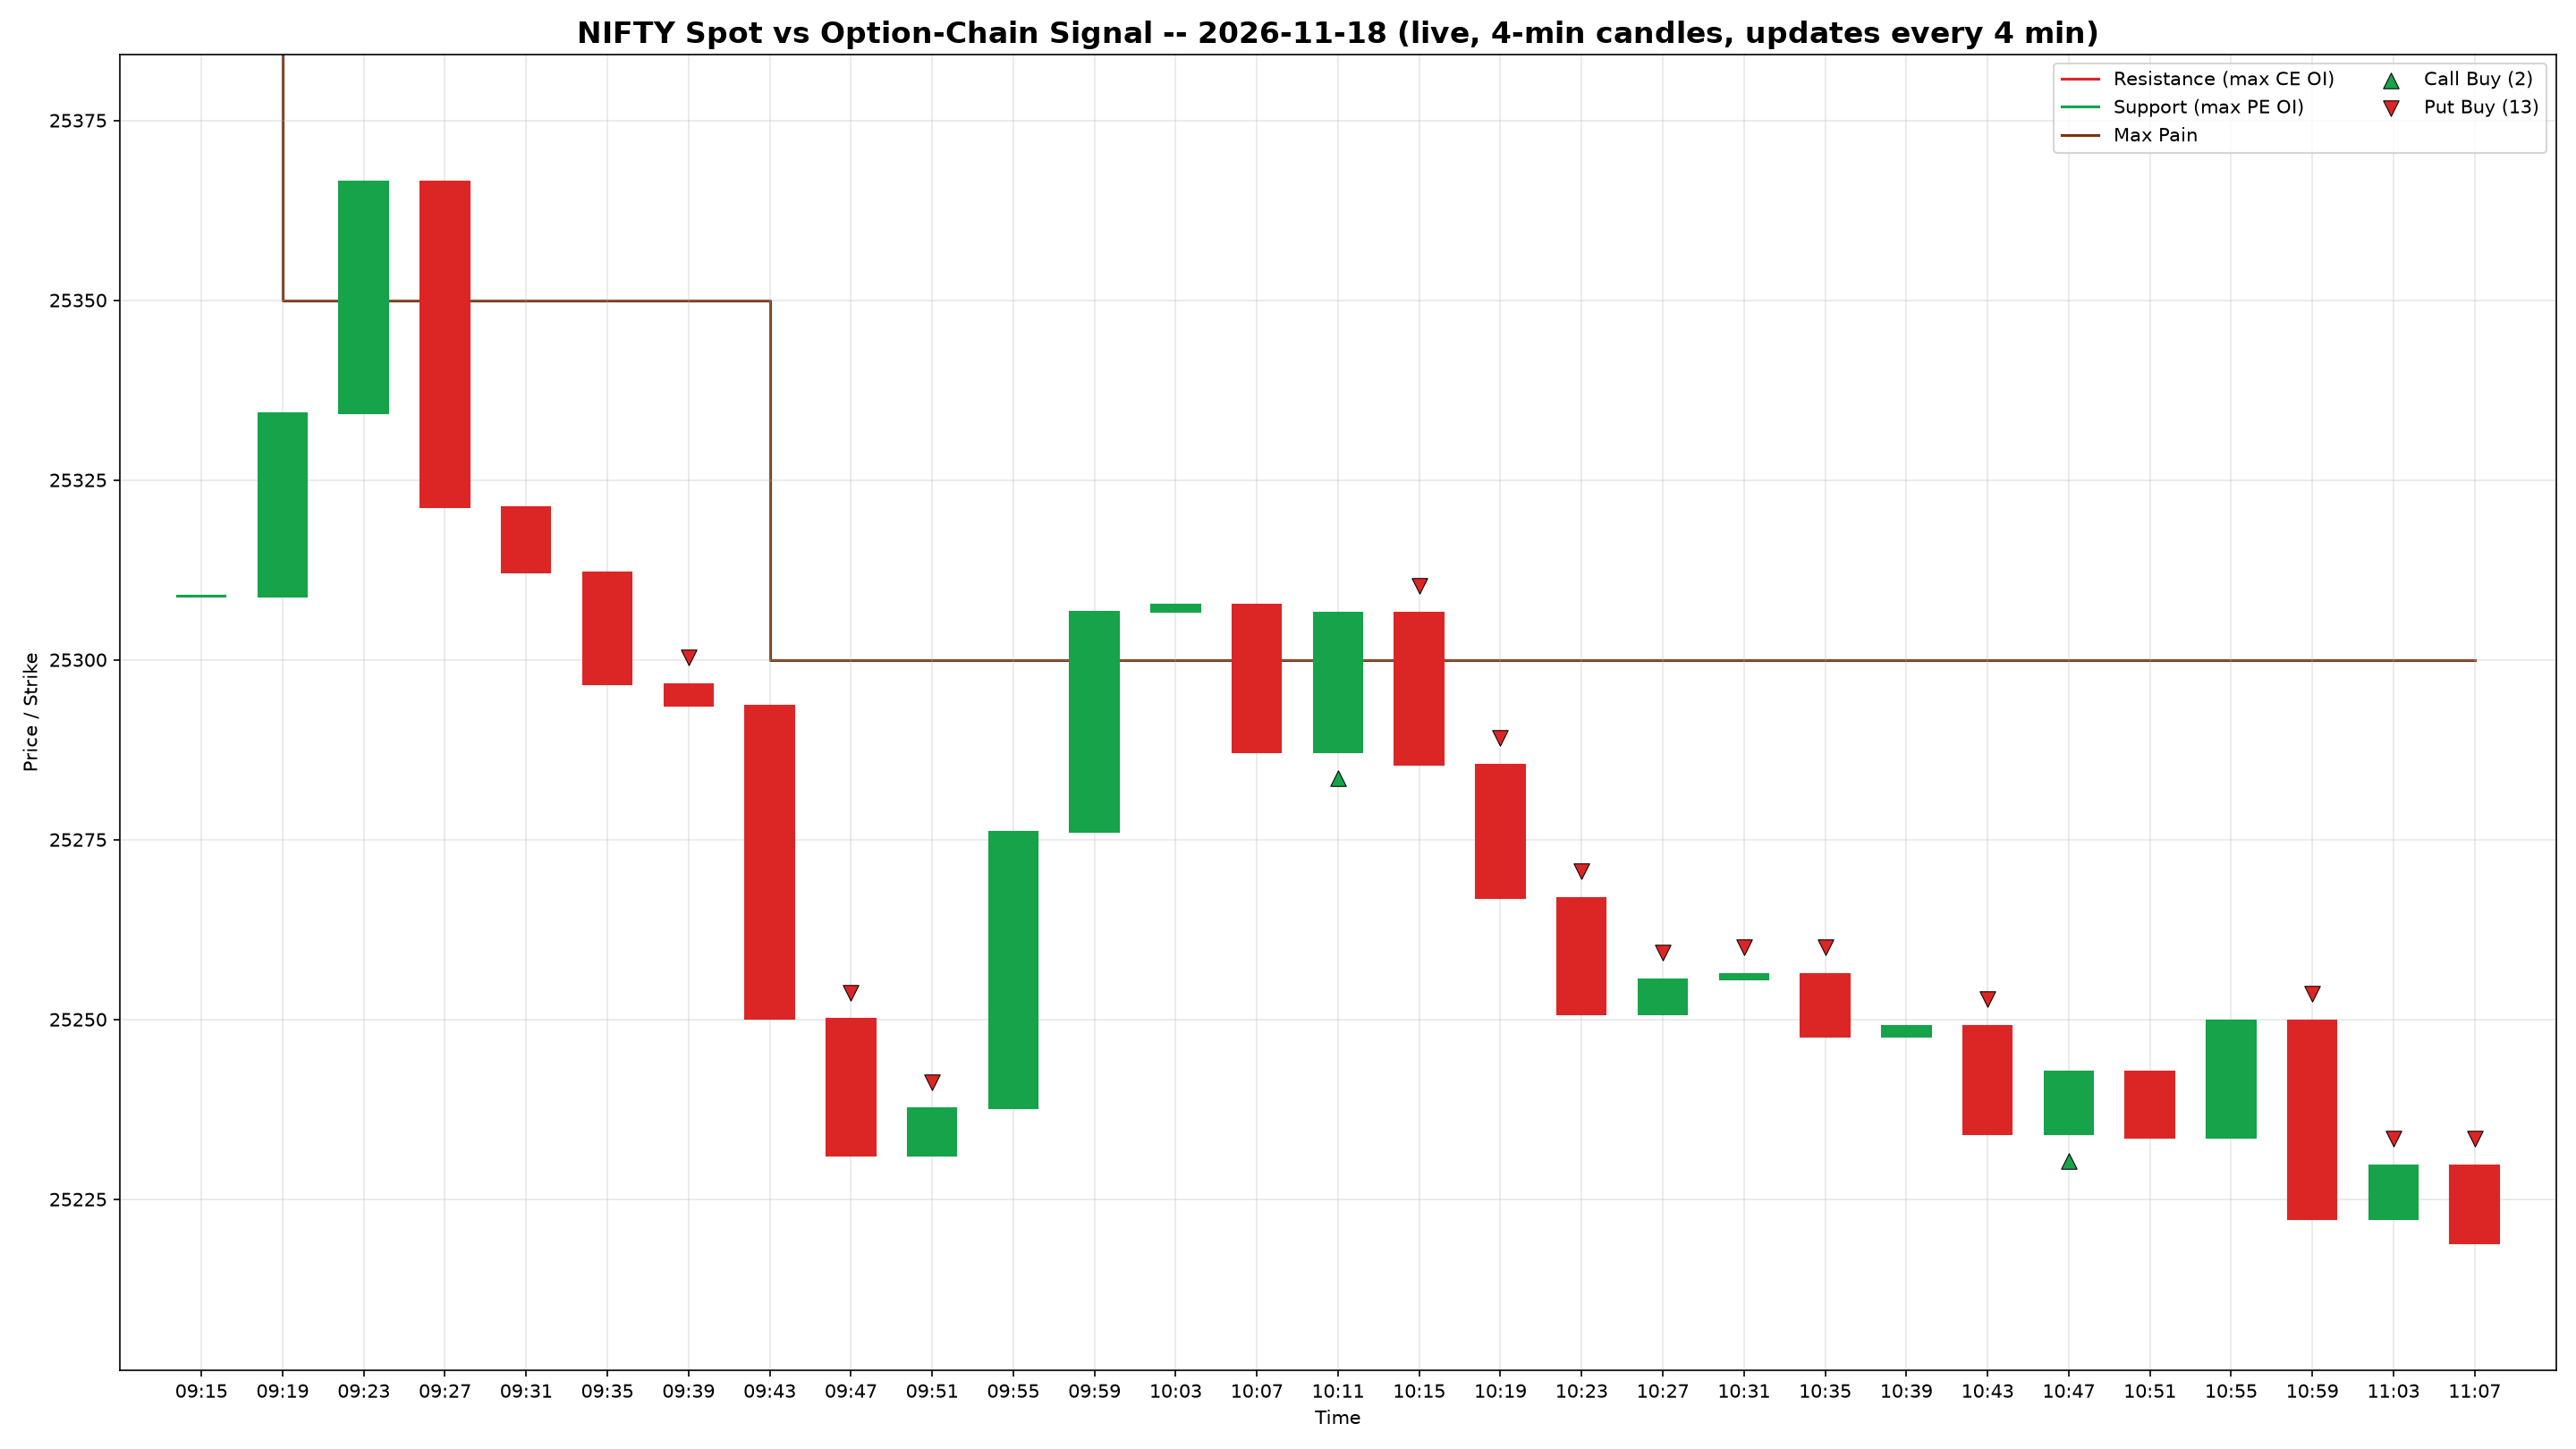 NIFTY Spot vs Option-Chain Signal -- 2026-11-18 (live, 4-min candles, updates every 4 min)
Resistance (max CE OI)
Support (max PE OI)
Max Pain
Call Buy (2)
Put Buy (13)
Price / Strike
25375
25350
25325
25300
25275
25250
25225
09:15 09:19 09:23 09:27 09:31 09:35 09:39 09:43 09:47 09:51 09:55 09:59 10:03 10:07 10:11 10:15 10:19 10:23 10:27 10:31 10:35 10:39 10:43 10:47 10:51 10:55 10:59 11:03 11:07
Time